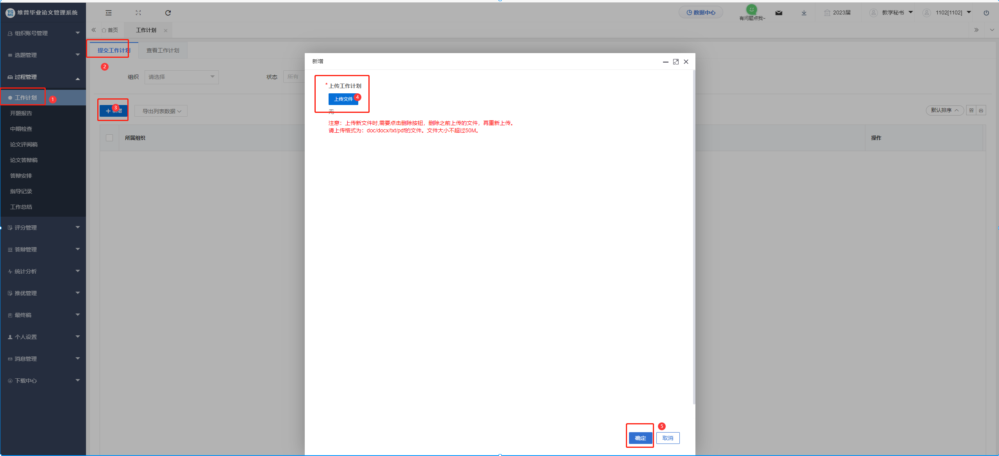 VG MS 维普毕业论文管理系统
数据中心
有问题点我~
2023届
教学秘书
1102[1102]
组织账号管理
选题管理
过程管理
工作计划
1
开题报告
中期检查
论文评阅稿
论文答辩稿
答辩安排
指导记录
工作总结
评分管理
答辩管理
统计分析
推优管理
最终稿
个人设置
消息管理
下载中心
首页
工作计划
提交工作计划
查看工作计划
2
组织
请选择
状态
所有
3
新增
导出列表数据
默认排序
所属组织
操作
新增
*上传工作计划
上传文件
4
无
注意：上传新文件时,需要点击删除按钮，删除之前上传的文件，再重新上传。
请上传格式为：doc/docx/txt/pdf的文件。文件大小不超过50M。
5
确定
取消